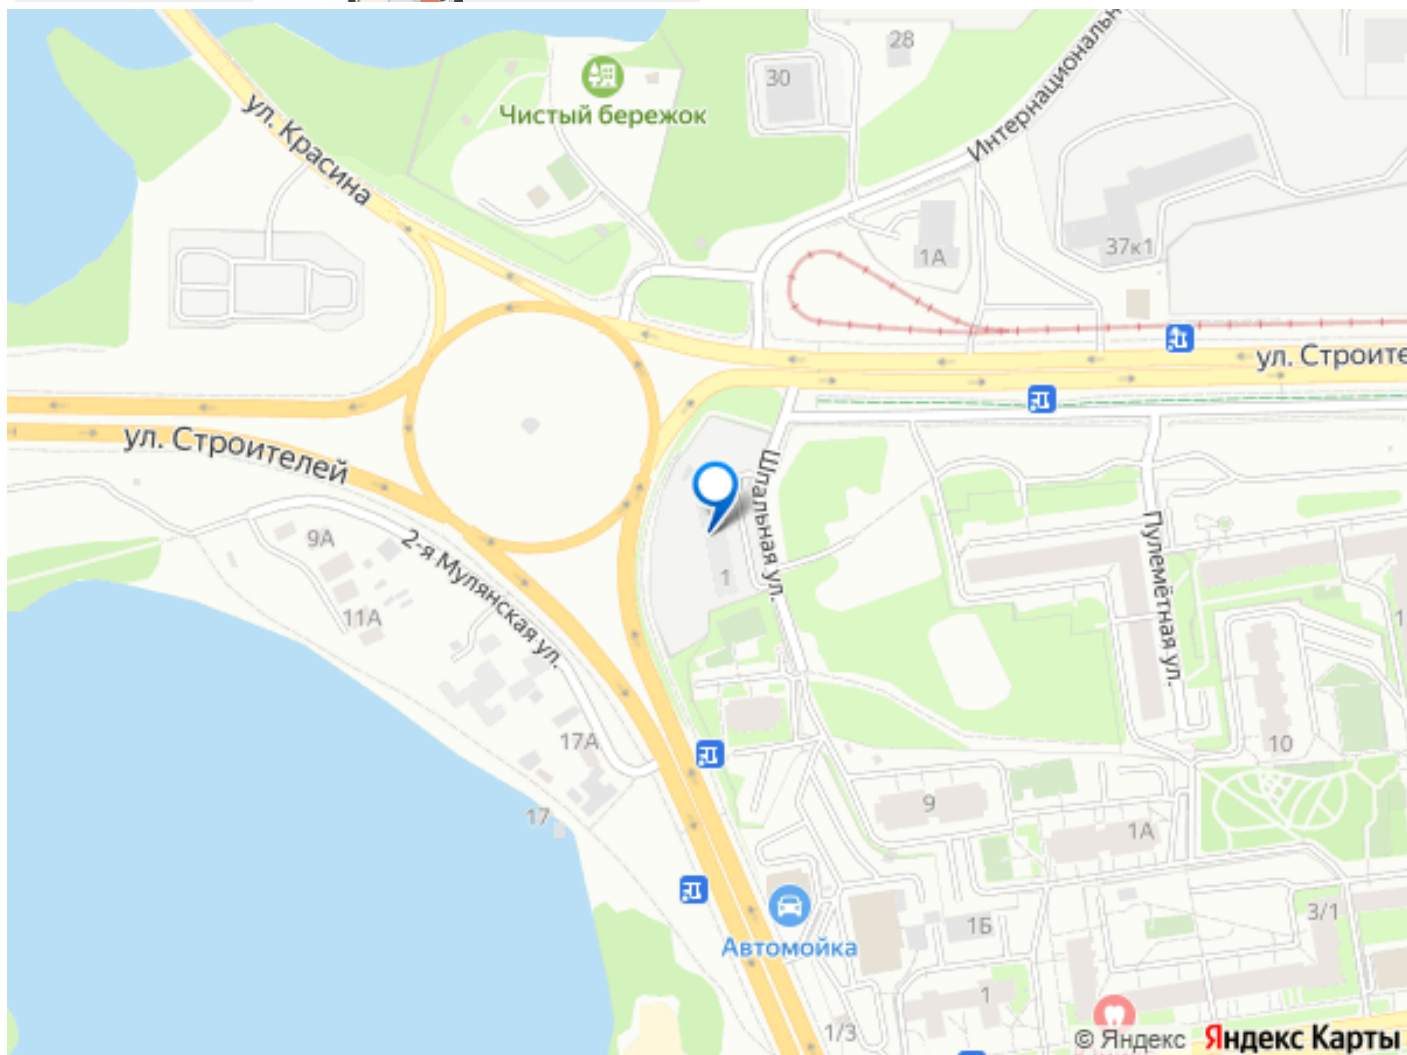 28
30
Чистый бережок
Интернациональн
ул. Красина
37к1
1А
ул. Строите
ул. Строителей
Шпальная ул.
9А
2-я Мулянская ул.
Пулемётная ул.
1
11А
1
17А
10
9
17
1А
3/1
1Б
Автомойка
1
1/3
© Яндекс Яндекс Карты